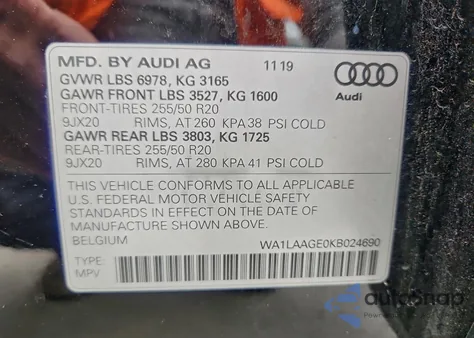 MFD. BY AUDI AG 11 19
GVWR LBS 6978, KG 3165
GAWR FRONT LBS 3527, KG 1600
FRONT-TIRES 255/50 R20
9JX20 RIMS, AT 260 KPA 38 PSI COLD
GAWR REAR LBS 3803, KG 1725
REAR-TIRES 255/50 R20
9JX20 RIMS, AT 280 KPA 41 PSI COLD
Audi
THIS VEHICLE CONFORMS TO ALL APPLICABLE
U.S. FEDERAL MOTOR VEHICLE SAFETY
STANDARDS IN EFFECT ON THE DATE OF
MANUFACTURE SHOWN ABOVE.
BELGIUM WA1LAAGE0KB024690
TYPE:
MPV
autoSnap